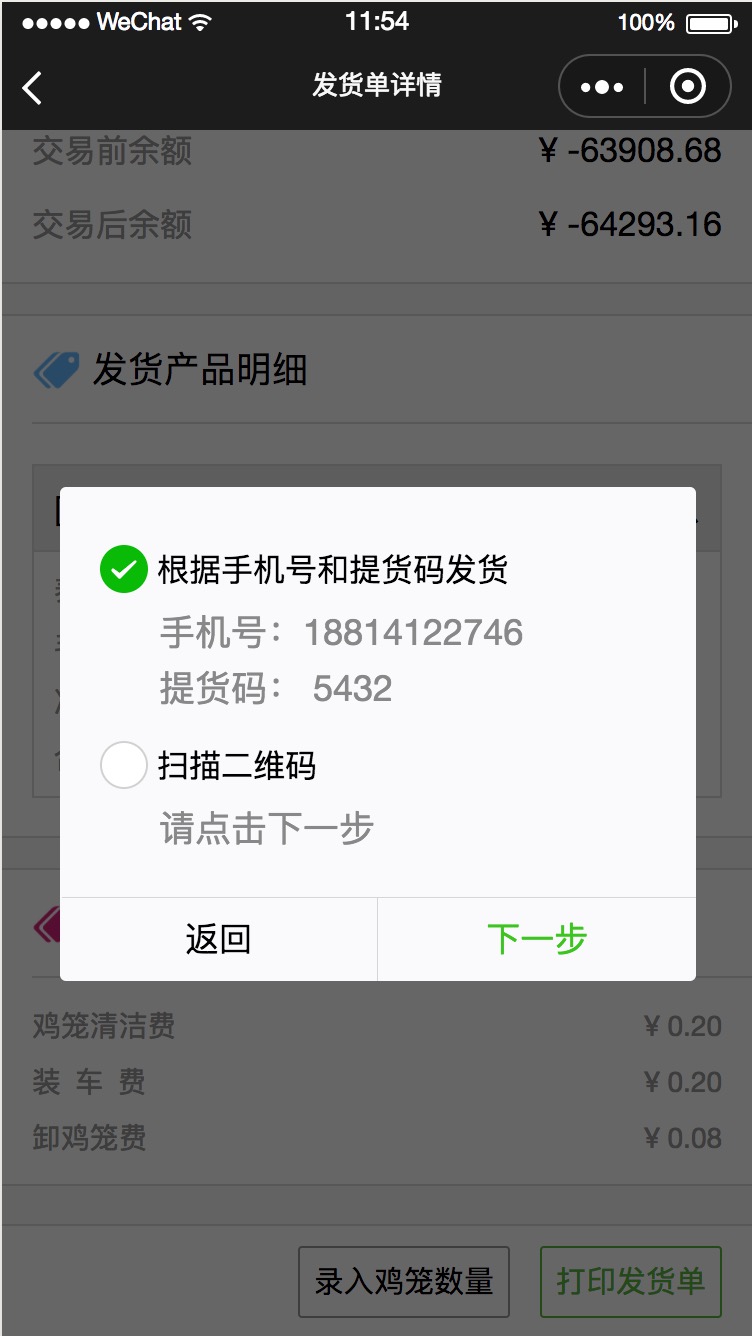 WeChat 11:54 100%
发货单详情
交易前余额 ¥ -63908.68
交易后余额 ¥ -64293.16
发货产品明细
根据手机号和提货码发货
手机号：18814122746
提货码： 5432
扫描二维码
请点击下一步
返回 下一步
鸡笼清洁费 ¥ 0.20
装 车 费 ¥ 0.20
卸鸡笼费 ¥ 0.08
录入鸡笼数量 打印发货单